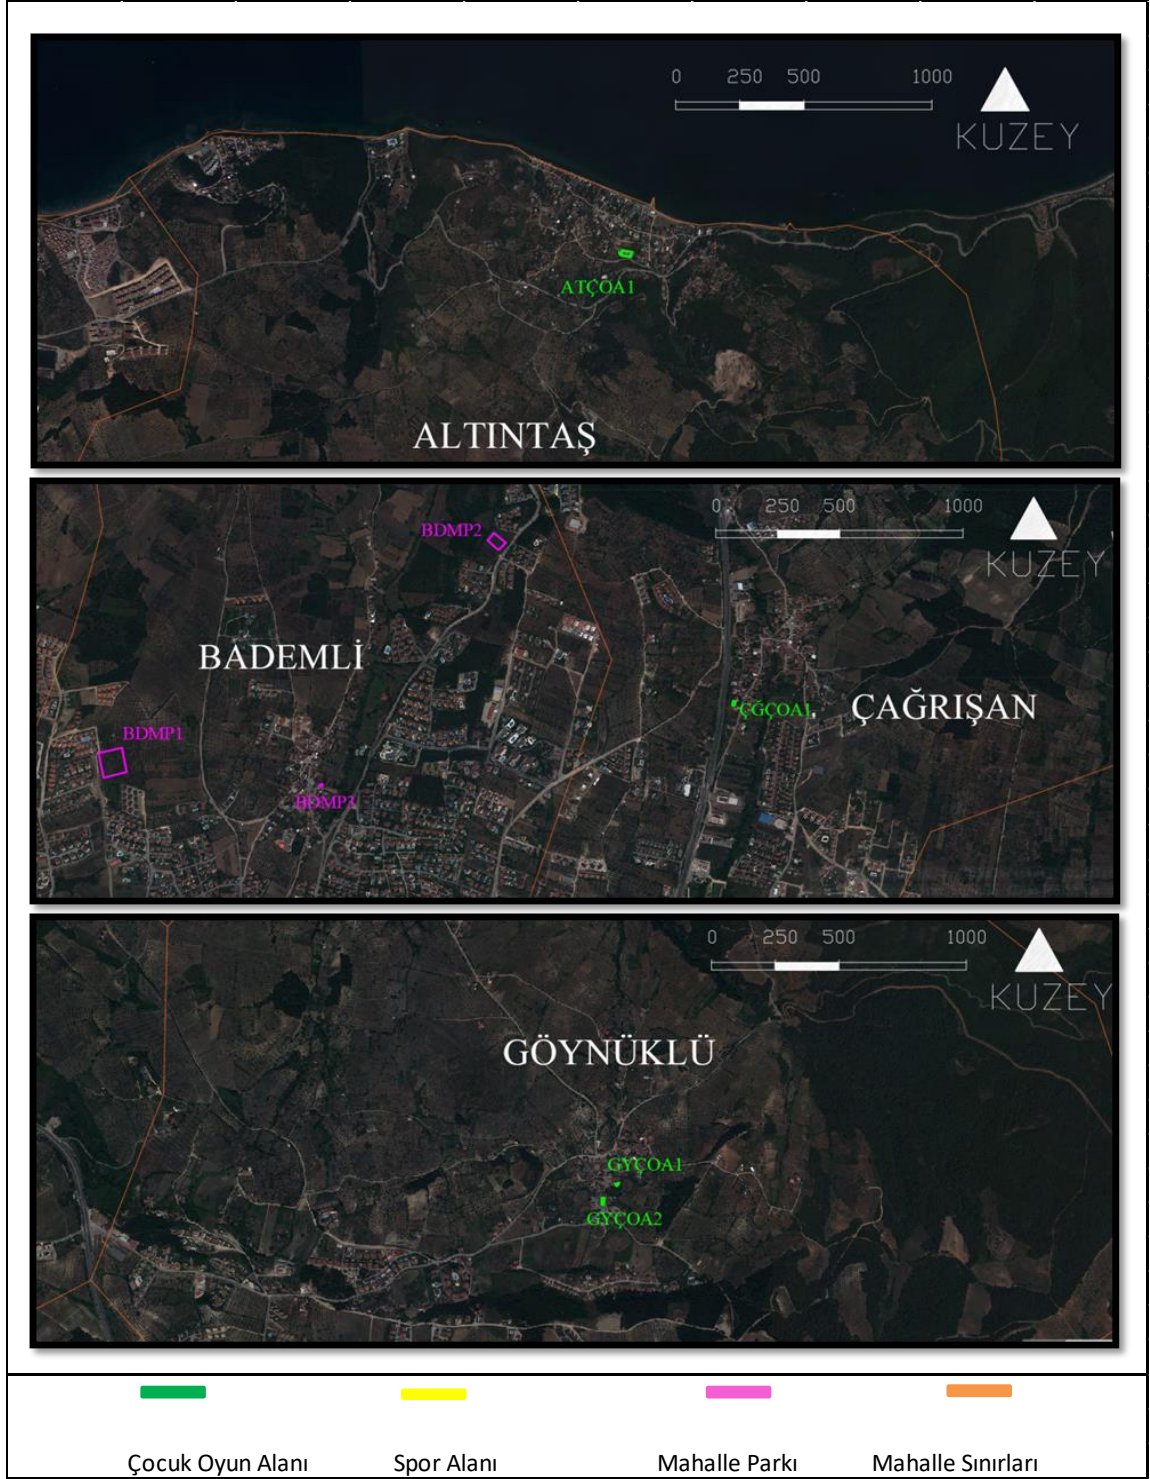 0 250 500 1000
KUZEY
ATÇOA1
ALTINTAŞ
0 250 500 1000
KUZEY
BDMP2
BADEMLİ
ÇĞÇOA1
ÇAĞRIŞAN
BDMP1
BDMP3
0 250 500 1000
KUZEY
GÖYNÜKLÜ
GYÇOA1
GYÇOA2
Çocuk Oyun Alanı Spor Alanı Mahalle Parkı Mahalle Sınırları